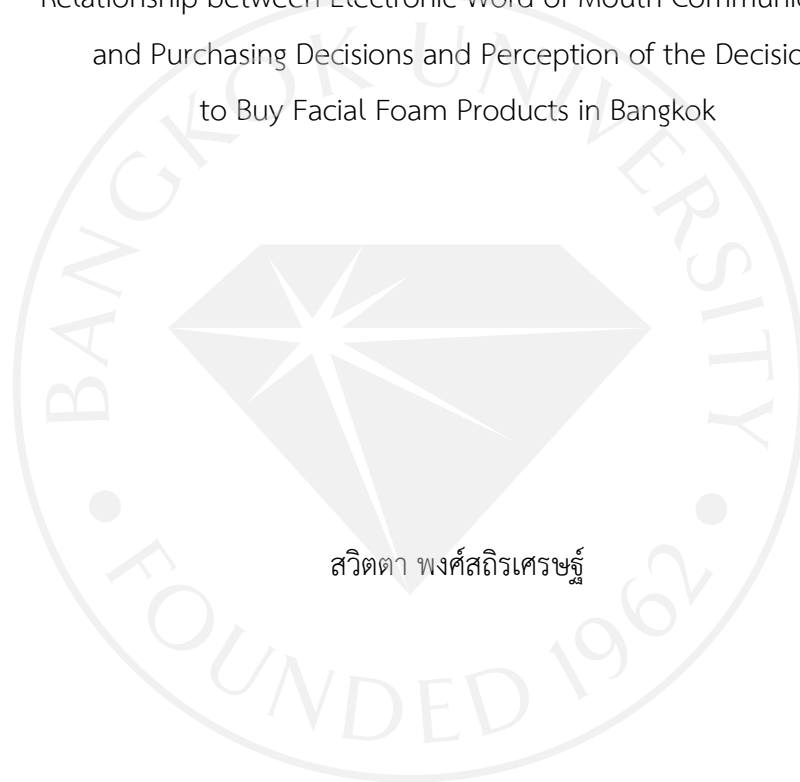 Relationship between Electronic Word of Mouth Communic
and Purchasing Decisions and Perception of the Decisio
to Buy Facial Foam Products in Bangkok
สวิตตา พงศ์สถิรเศรษฐ์
BANGKOK UNIVERSITY
FOUNDED 1962